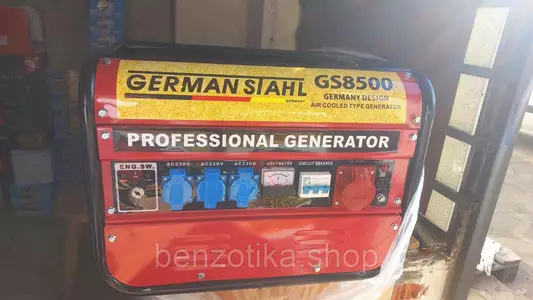 GERMAN STAHL
GERMANY
GS8500
GERMANY DESIGN
AIR COOLED TYPE GENERATOR
PROFESSIONAL GENERATOR
ENG.SW.
AC220V AC220V AC220V VOLTMETER CIRCUIT BREAKER
benzotika.shop